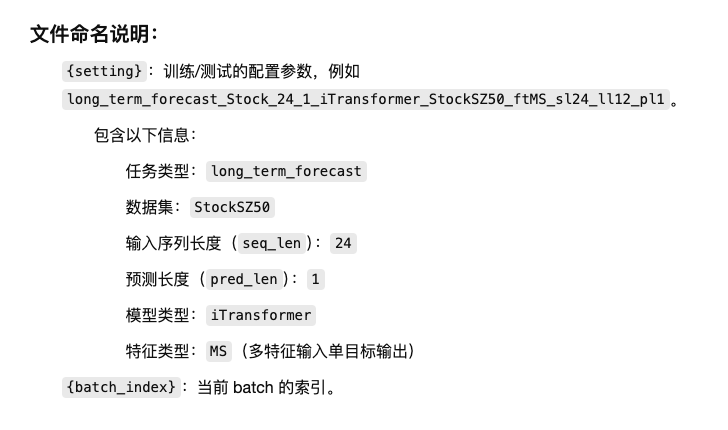 文件命名说明：
{setting}：训练/测试的配置参数，例如
long_term_forecast_Stock_24_1_iTransformer_StockSZ50_ftMS_sl24_ll12_pl1。
包含以下信息：
任务类型：long_term_forecast
数据集：StockSZ50
输入序列长度（seq_len）：24
预测长度（pred_len）：1
模型类型：iTransformer
特征类型：MS（多特征输入单目标输出）
{batch_index}：当前 batch 的索引。